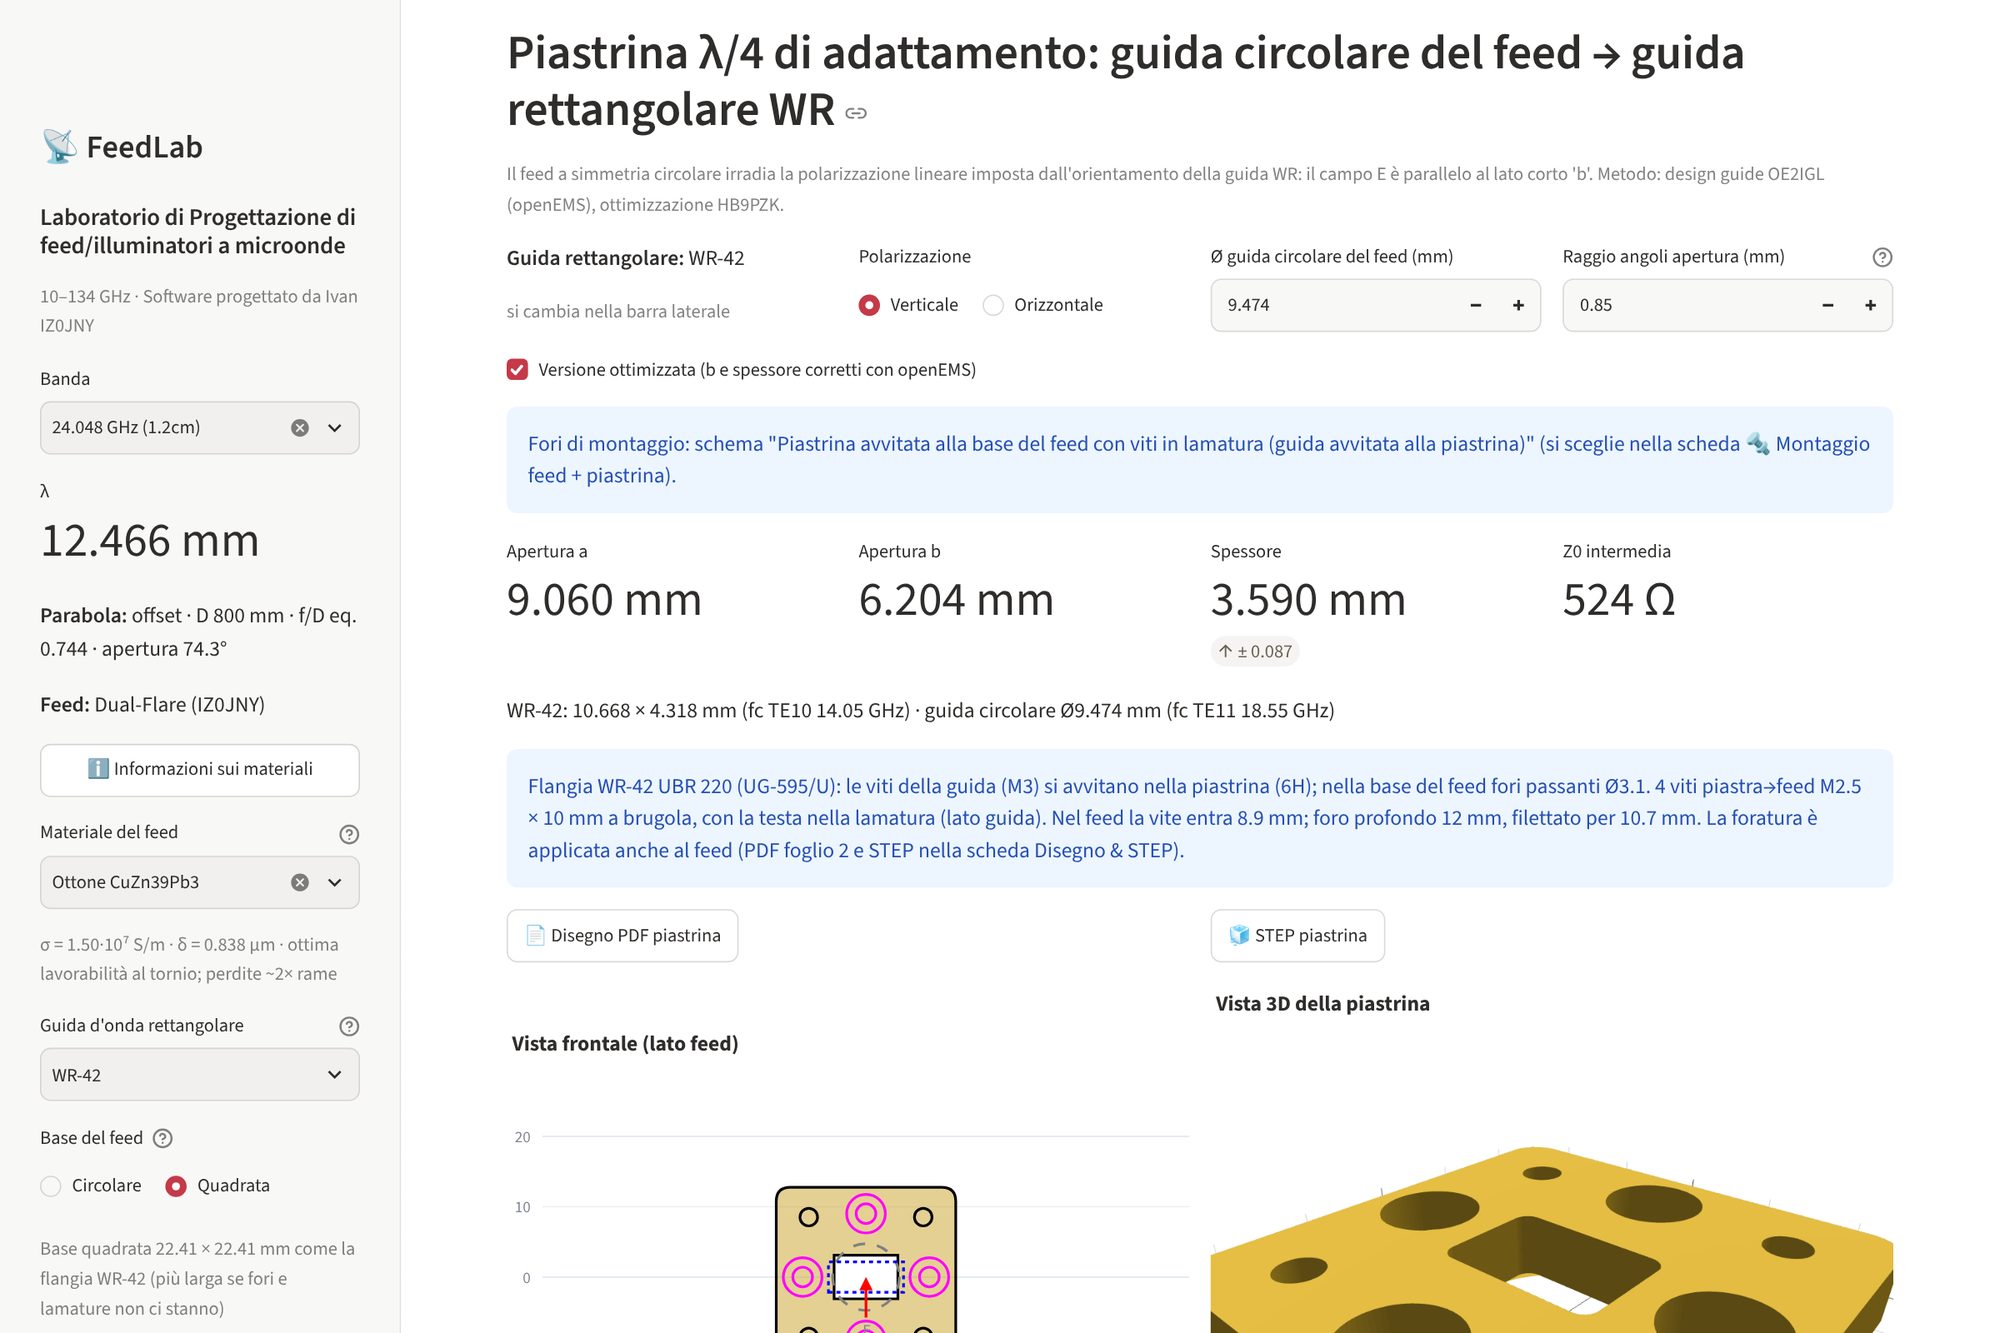 FeedLab
Laboratorio di Progettazione di
feed/illuminatori a microonde
10–134 GHz · Software progettato da Ivan
IZ0JNY
Banda
24.048 GHz (1.2cm)
λ
12.466 mm
Parabola: offset · D 800 mm · f/D eq.
0.744 · apertura 74.3°
Feed: Dual-Flare (IZ0JNY)
Informazioni sui materiali
Materiale del feed
Ottone CuZn39Pb3
σ = 1.50·10⁷ S/m · δ = 0.838 µm · ottima
lavorabilità al tornio; perdite ~2× rame
Guida d'onda rettangolare
WR-42
Base del feed
Circolare Quadrata
Base quadrata 22.41 × 22.41 mm come la
flangia WR-42 (più larga se fori e
lamature non ci stanno)
Piastrina λ/4 di adattamento: guida circolare del feed → guida
rettangolare WR
Il feed a simmetria circolare irradia la polarizzazione lineare imposta dall'orientamento della guida WR: il campo E è parallelo al lato corto 'b'. Metodo: design guide OE2IGL
(openEMS), ottimizzazione HB9PZK.
Guida rettangolare: WR-42
si cambia nella barra laterale
Polarizzazione
Verticale Orizzontale
Ø guida circolare del feed (mm)
9.474
Raggio angoli apertura (mm)
0.85
Versione ottimizzata (b e spessore corretti con openEMS)
Fori di montaggio: schema "Piastrina avvitata alla base del feed con viti in lamatura (guida avvitata alla piastrina)" (si sceglie nella scheda 🔩 Montaggio
feed + piastrina).
Apertura a
9.060 mm
Apertura b
6.204 mm
Spessore
3.590 mm
↑ ± 0.087
Z0 intermedia
524 Ω
WR-42: 10.668 × 4.318 mm (fc TE10 14.05 GHz) · guida circolare Ø9.474 mm (fc TE11 18.55 GHz)
Flangia WR-42 UBR 220 (UG-595/U): le viti della guida (M3) si avvitano nella piastrina (6H); nella base del feed fori passanti Ø3.1. 4 viti piastra→feed M2.5
× 10 mm a brugola, con la testa nella lamatura (lato guida). Nel feed la vite entra 8.9 mm; foro profondo 12 mm, filettato per 10.7 mm. La foratura è
applicata anche al feed (PDF foglio 2 e STEP nella scheda Disegno & STEP).
Disegno PDF piastrina
STEP piastrina
Vista frontale (lato feed)
20
10
0
Vista 3D della piastrina